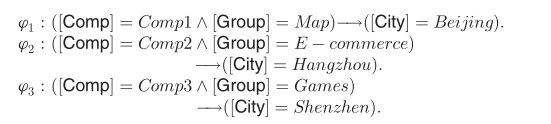 φ₁ : ([Comp] = Comp1 ∧ [Group] = Map)⟶([City] = Beijing).
φ₂ : ([Comp] = Comp2 ∧ [Group] = E − commerce)
⟶([City] = Hangzhou).
φ₃ : ([Comp] = Comp3 ∧ [Group] = Games)
⟶([City] = Shenzhen).